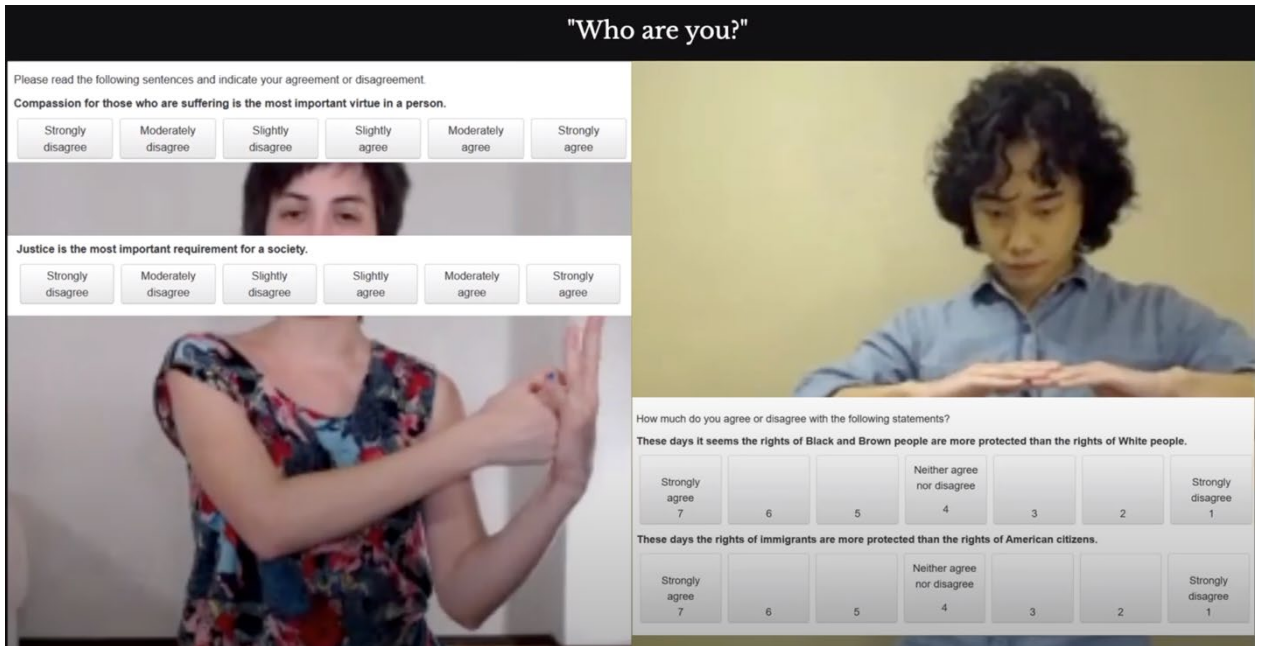 "Who are you?"
Please read the following sentences and indicate your agreement or disagreement.
Compassion for those who are suffering is the most important virtue in a person.
Strongly disagree
Moderately disagree
Slightly disagree
Slightly agree
Moderately agree
Strongly agree
Justice is the most important requirement for a society.
Strongly disagree
Moderately disagree
Slightly disagree
Slightly agree
Moderately agree
Strongly agree
How much do you agree or disagree with the following statements?
These days it seems the rights of Black and Brown people are more protected than the rights of White people.
Strongly agree 7
6
5
Neither agree nor disagree 4
3
2
Strongly disagree 1
These days the rights of immigrants are more protected than the rights of American citizens.
Strongly agree 7
6
5
Neither agree nor disagree 4
3
2
Strongly disagree 1